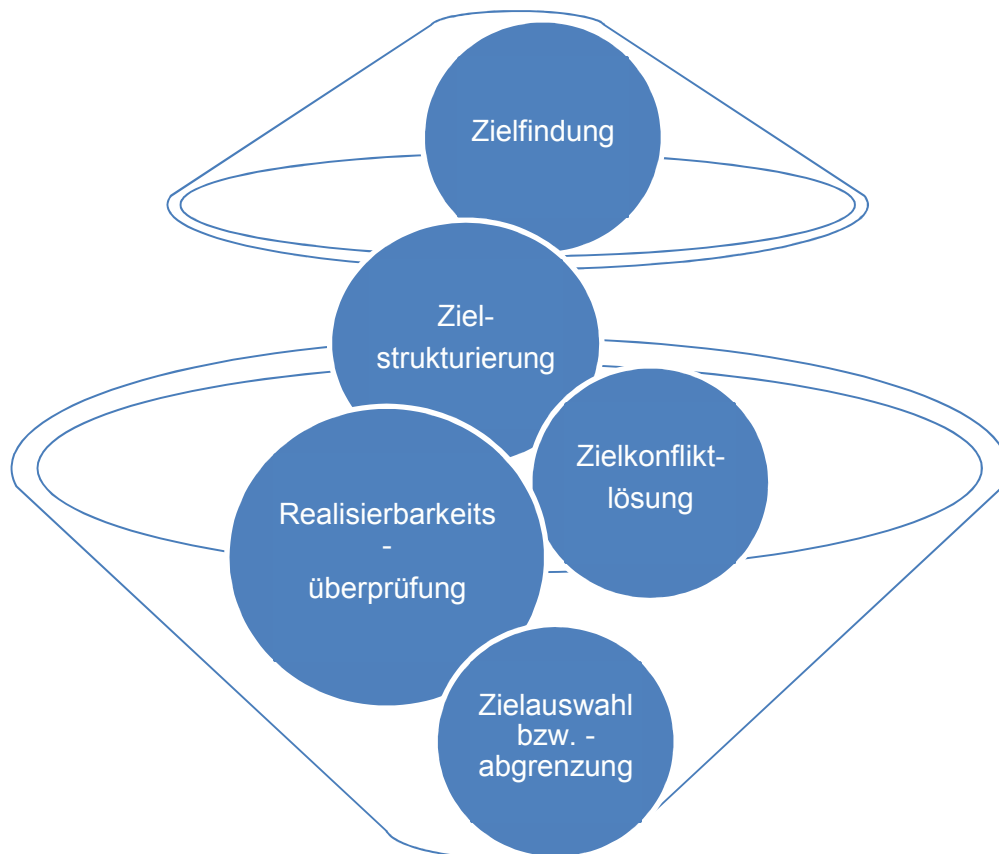 Zielfindung
Ziel-
strukturierung
Zielkonflikt-
lösung
Realisierbarkeits
-
überprüfung
Zielauswahl
bzw. -
abgrenzung